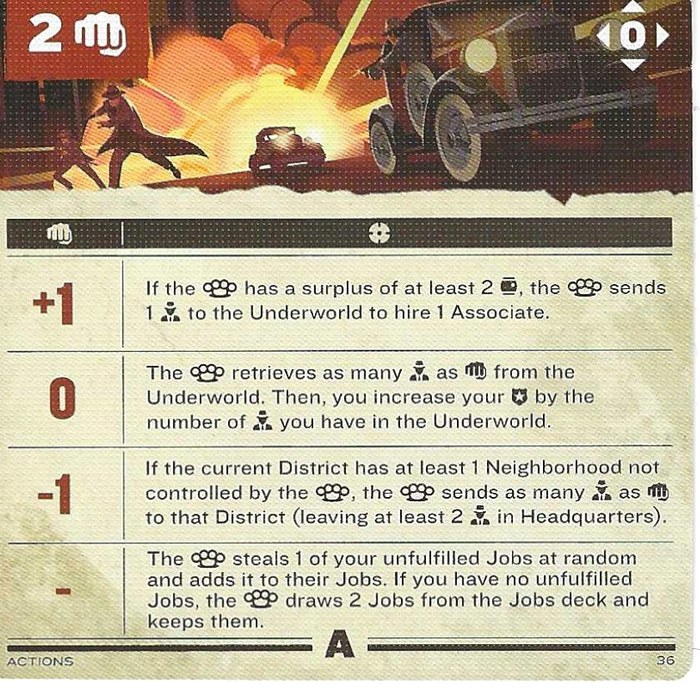 2
0
+1
If the has a surplus of at least 2 , the sends
1 to the Underworld to hire 1 Associate.
0
The retrieves as many as from the
Underworld. Then, you increase your by the
number of you have in the Underworld.
-1
If the current District has at least 1 Neighborhood not
controlled by the , the sends as many as
to that District (leaving at least 2 in Headquarters).
-
The steals 1 of your unfulfilled Jobs at random
and adds it to their Jobs. If you have no unfulfilled
Jobs, the draws 2 Jobs from the Jobs deck and
keeps them.
A
ACTIONS
36